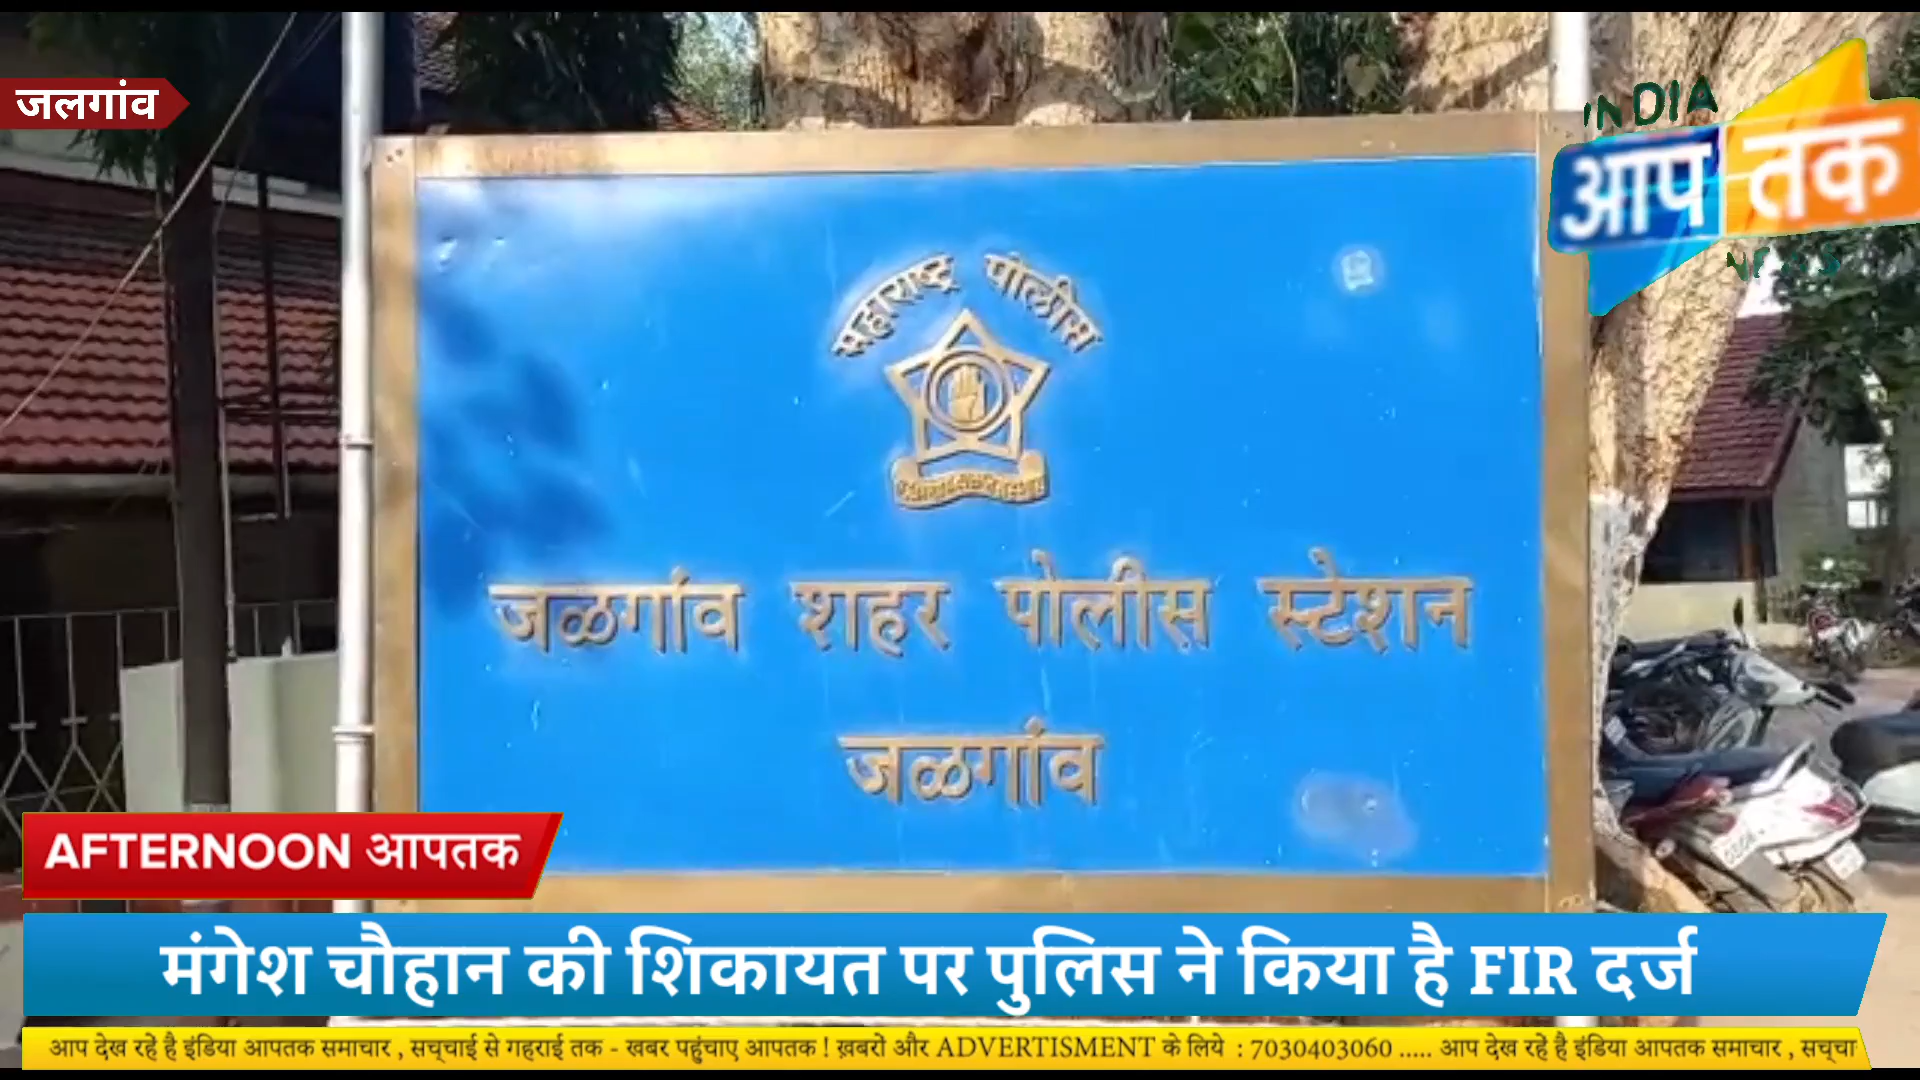 जलगांव
INDIA
आप तक
NEWS
महाराष्ट्र पोलीस
जळगांव शहर पोलीस स्टेशन
जळगांव
AFTERNOON आपतक
मंगेश चौहान की शिकायत पर पुलिस ने किया है FIR दर्ज
आप देख रहें है इंडिया आपतक समाचार , सच्चाई से गहराई तक - खबर पहुंचाए आपतक ! ख़बरों और ADVERTISMENT के लिये : 7030403060 ..... आप देख रहें है इंडिया आपतक समाचार , सच्चा